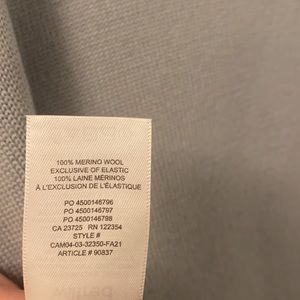 100% MERINO WOOL
EXCLUSIVE OF ELASTIC
100% LAINE MÉRINOS
À L'EXCLUSION DE L'ÉLASTIQUE
PO 4500146796
PO 4500146797
PO 4500146798
CA 23725 RN 122354
STYLE #
CAM04-03-32350-FA21
ARTICLE # 90837